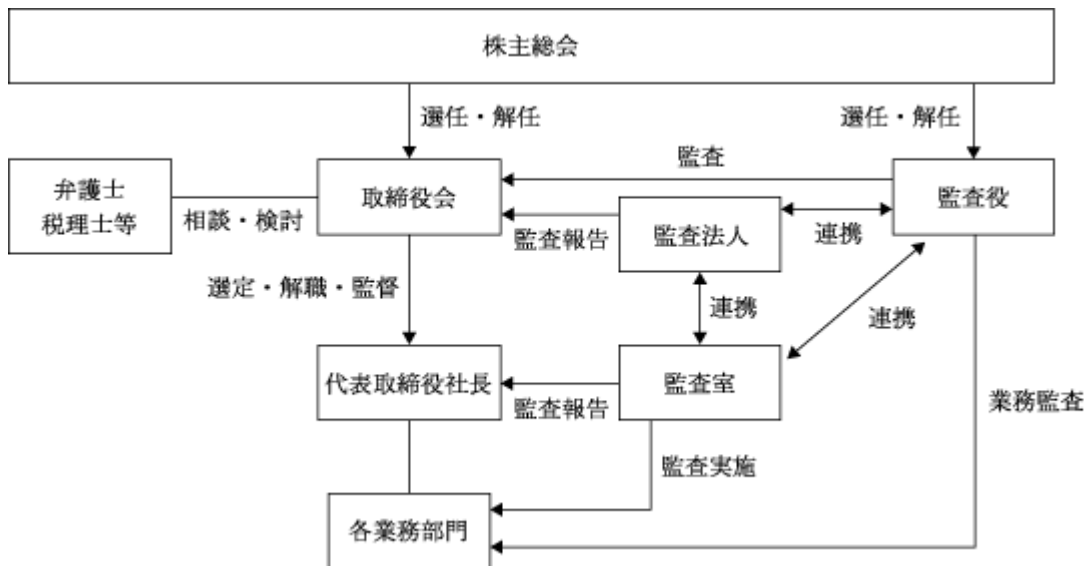 株主総会
選任・解任
選任・解任
弁護士
税理士等
相談・検討
取締役会
監査
監査役
監査報告
監査法人
連携
選定・解職・監督
連携
連携
代表取締役社長
監査報告
監査室
業務監査
監査実施
各業務部門